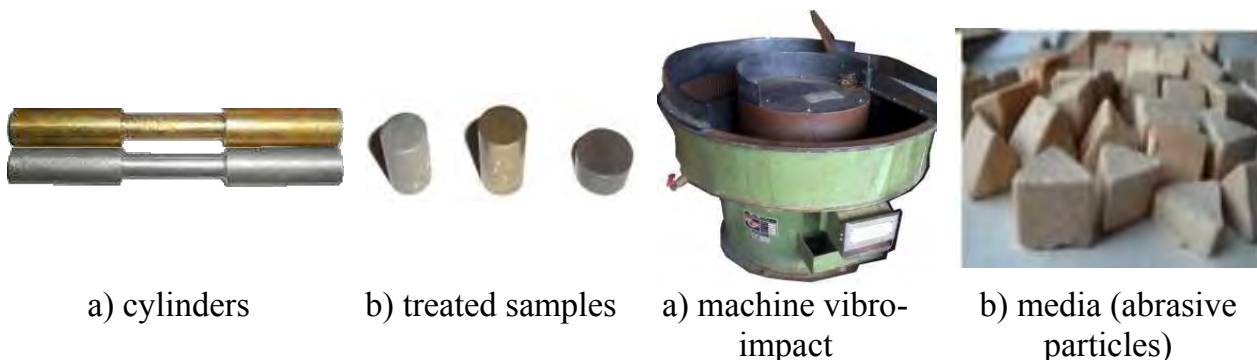 a) cylinders
b) treated samples
a) machine vibro-
impact
b) media (abrasive
particles)